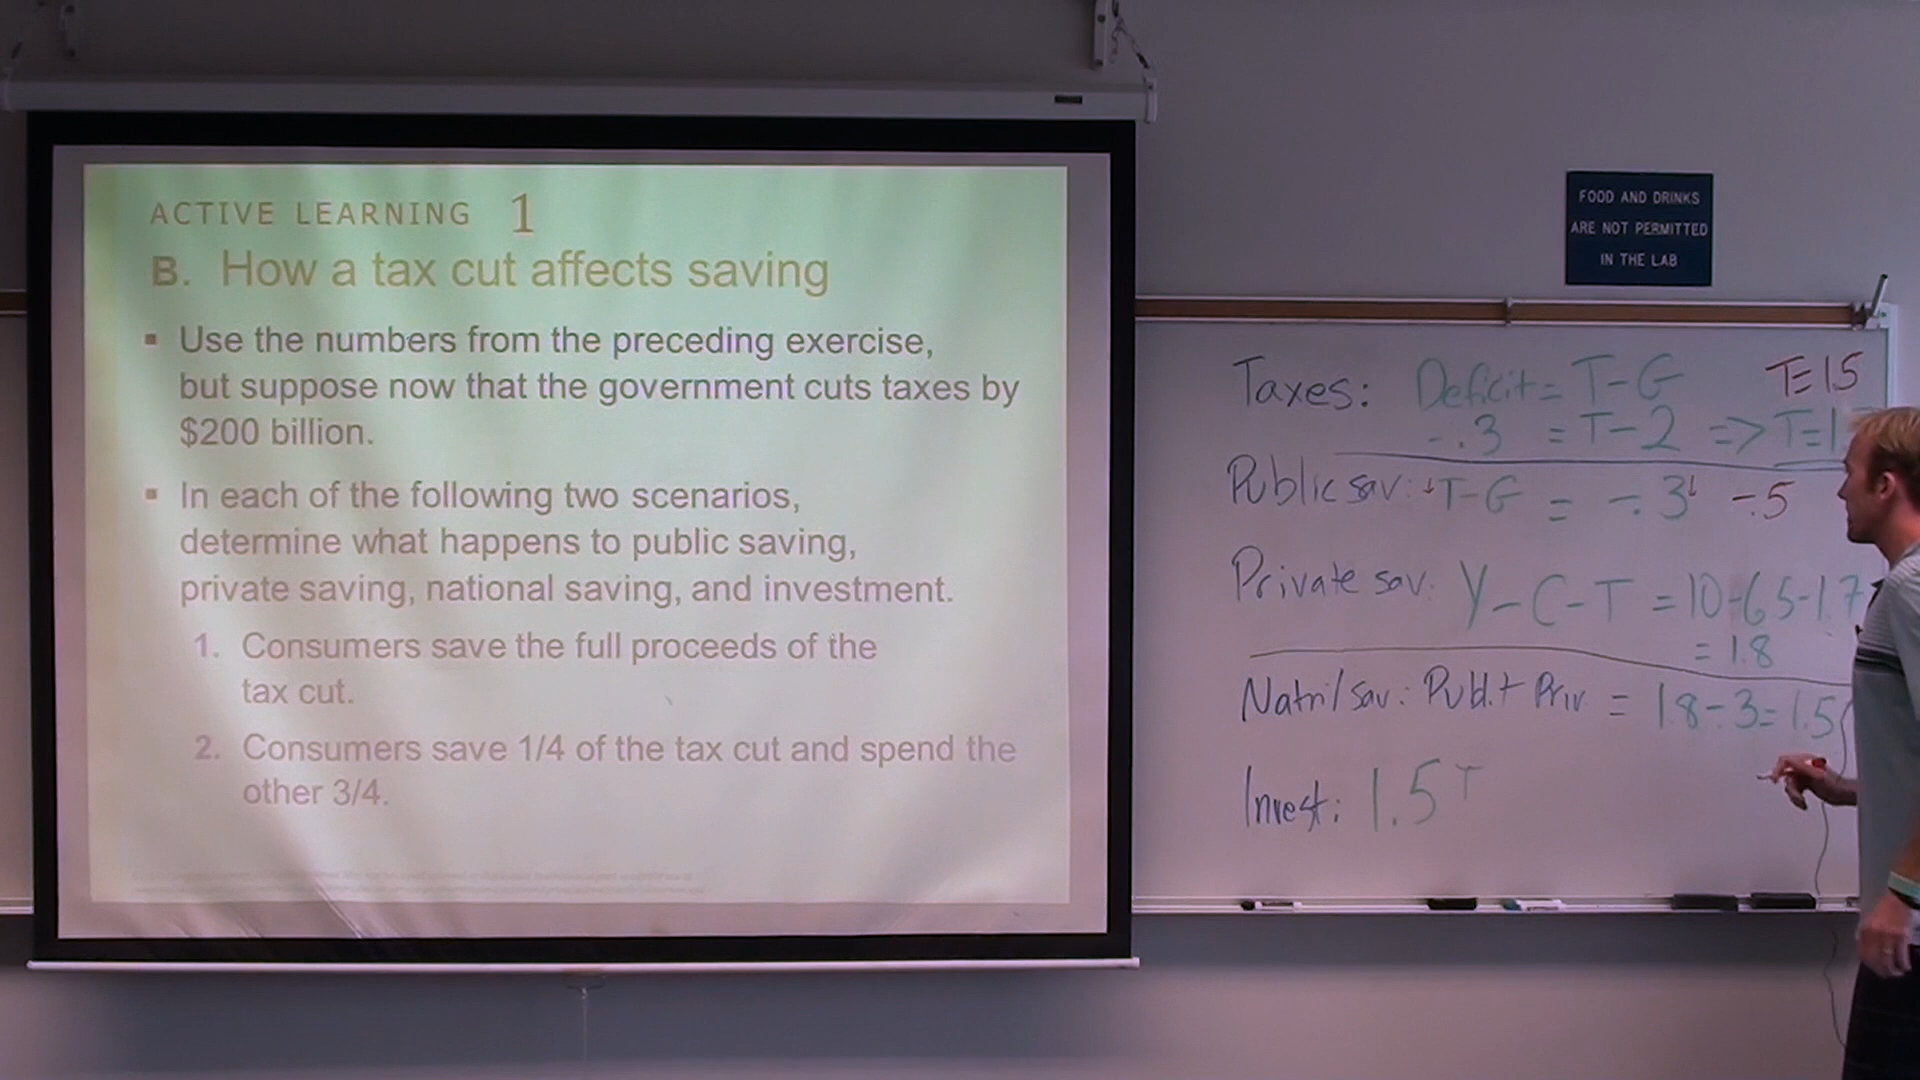 ACTIVE LEARNING 1
B. How a tax cut affects saving
▪ Use the numbers from the preceding exercise,
but suppose now that the government cuts taxes by
$200 billion.
▪ In each of the following two scenarios,
determine what happens to public saving,
private saving, national saving, and investment.
1. Consumers save the full proceeds of the
tax cut.
2. Consumers save 1/4 of the tax cut and spend the
other 3/4.
FOOD AND DRINKS
ARE NOT PERMITTED
IN THE LAB
Taxes: Deficit = T-G T=1.5
-.3 = T-2 => T=1
Public sav: ↓T-G = -.3↓ -.5
Private sav: Y-C-T = 10-6.5-1.7
= 1.8
Natn'l sav: Publ. + Priv = 1.8-.3=1.5
Invest: 1.5 T